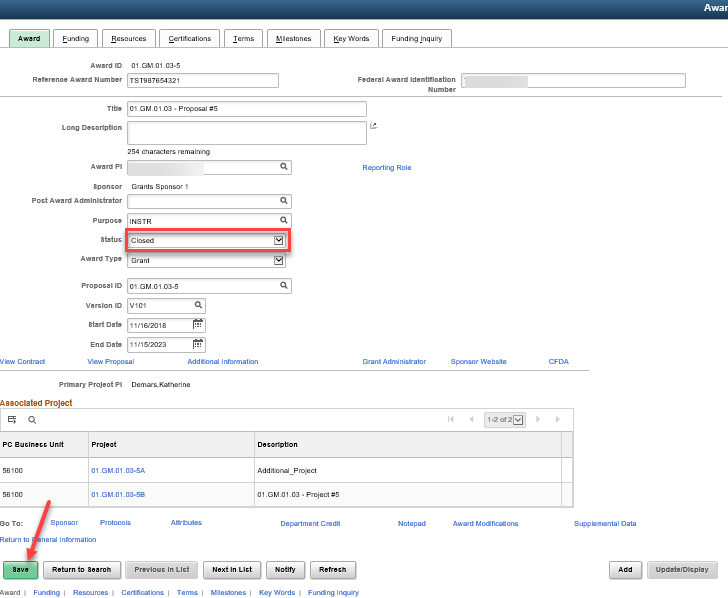 Awar
Award Funding Resources Certifications Terms Milestones Key Words Funding Inquiry
Award ID 01.GM.01.03-5
Reference Award Number TST987654321 Federal Award Identification Number
Title 01.GM.01.03 - Proposal #5
Long Description
254 characters remaining
Award PI Reporting Role
Sponsor Grants Sponsor 1
Post Award Administrator
Purpose INSTR
Status Closed
Award Type Grant
Proposal ID 01.GM.01.03-5
Version ID V101
Start Date 11/16/2018
End Date 11/15/2023
View Contract View Proposal Additional Information Grant Administrator Sponsor Website CFDA
Primary Project PI Demars,Katherine
Associated Project
1-2 of 2
PC Business Unit Project Description
56100 01.GM.01.03-5A Additional_Project
56100 01.GM.01.03-5B 01.GM.01.03 - Project #5
Go To: Sponsor Protocols Attributes Department Credit Notepad Award Modifications Supplemental Data
Return to General Information
Save Return to Search Previous in List Next in List Notify Refresh Add Update/Display
Award | Funding | Resources | Certifications | Terms | Milestones | Key Words | Funding Inquiry